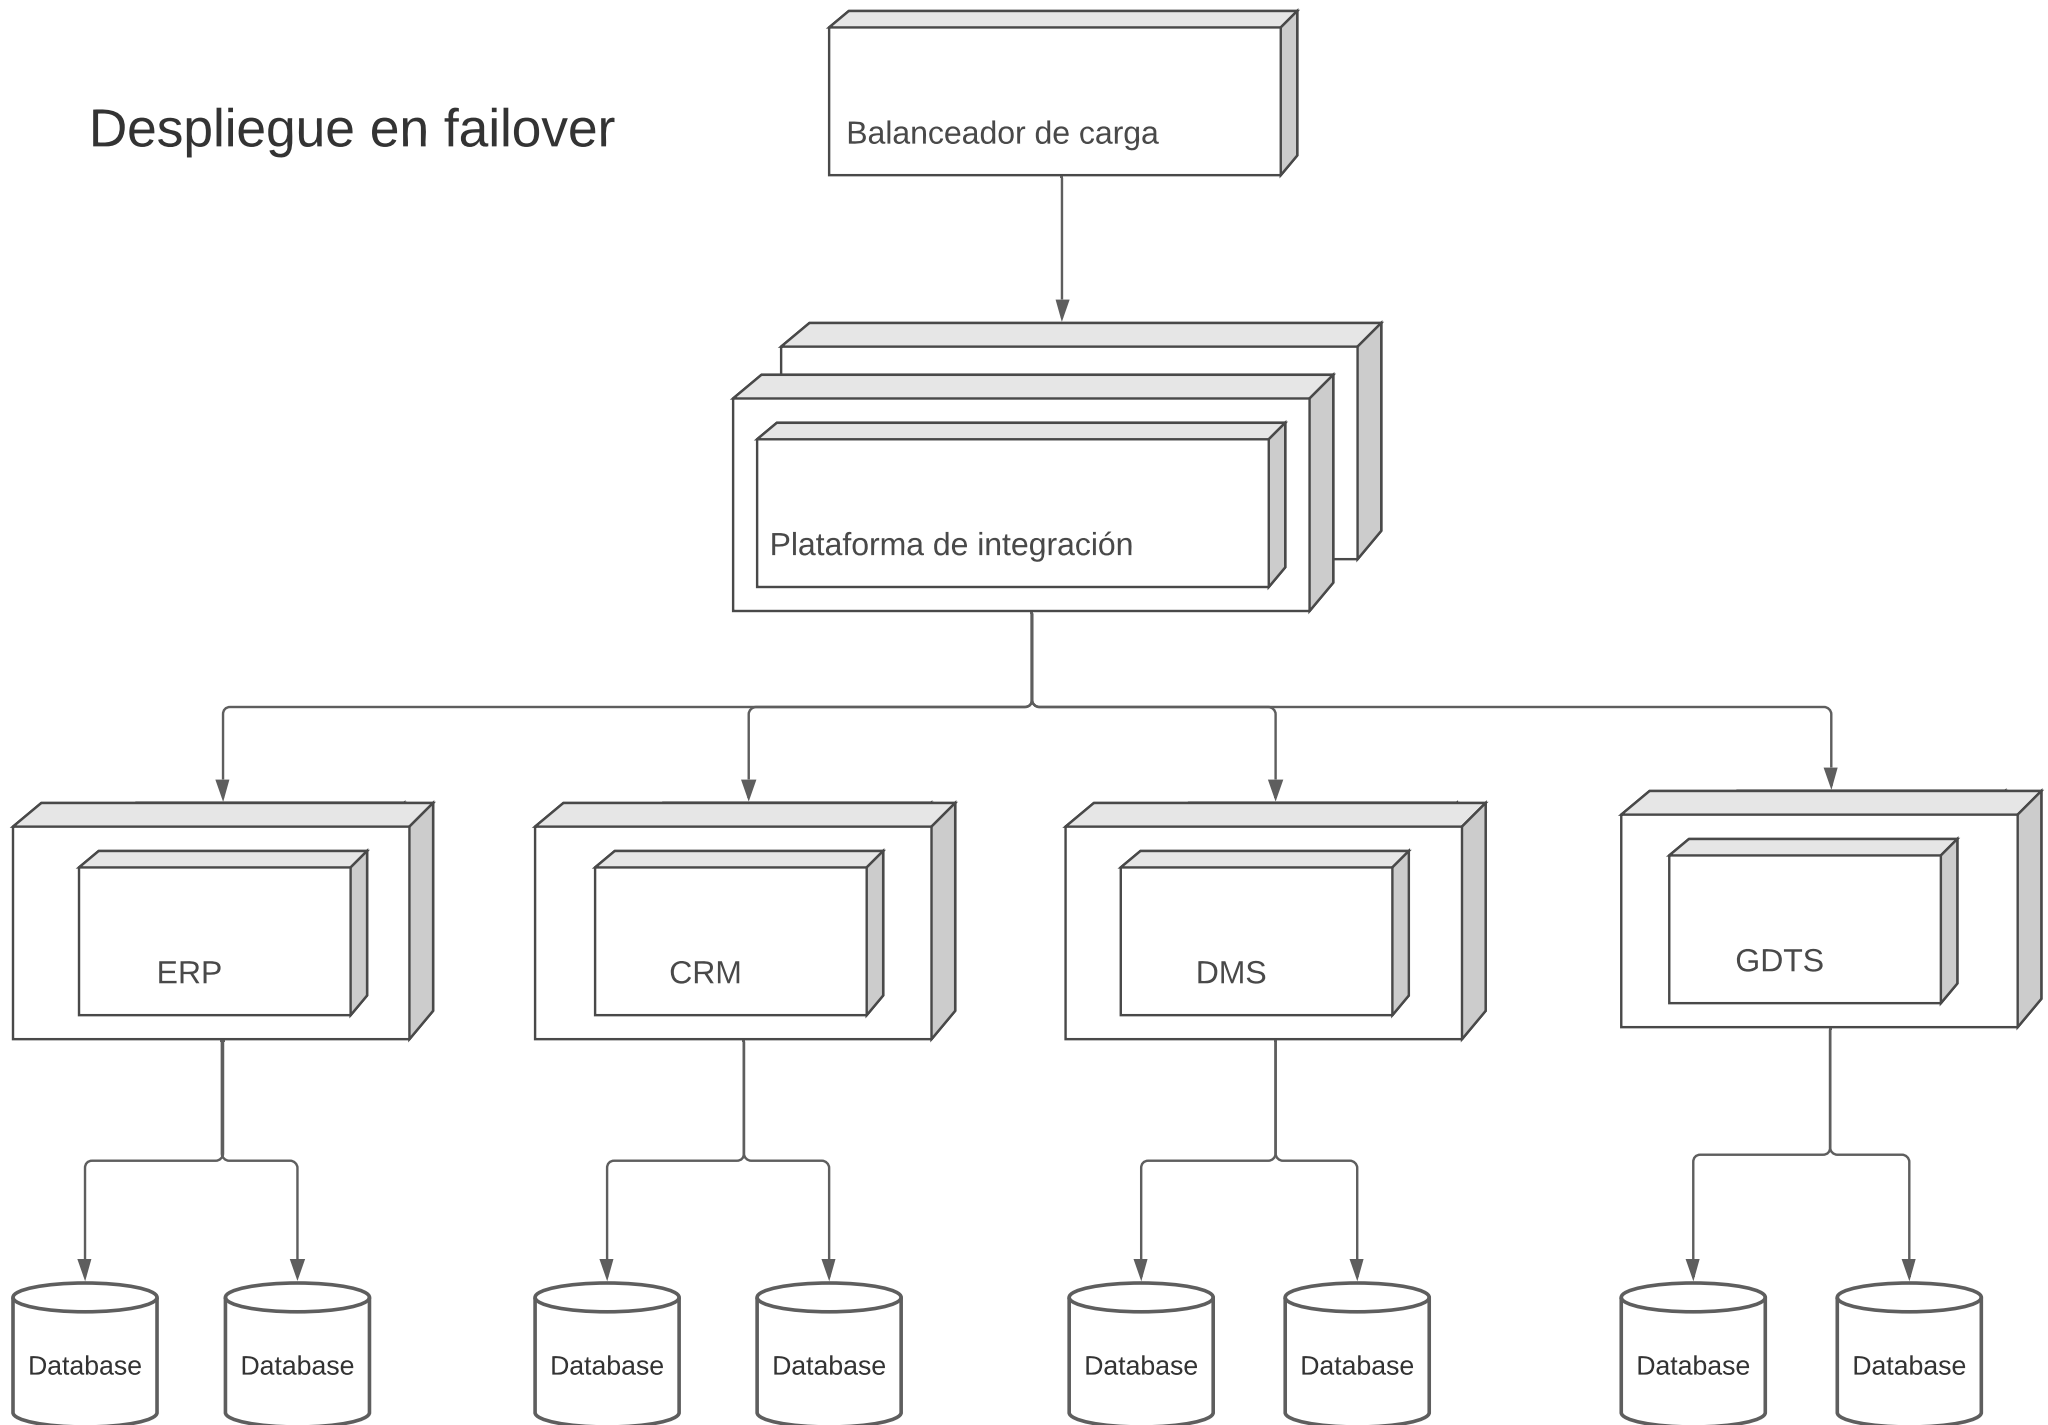 Despliegue en failover
Balanceador de carga
Plataforma de integración
ERP
CRM
DMS
GDTS
Database
Database
Database
Database
Database
Database
Database
Database